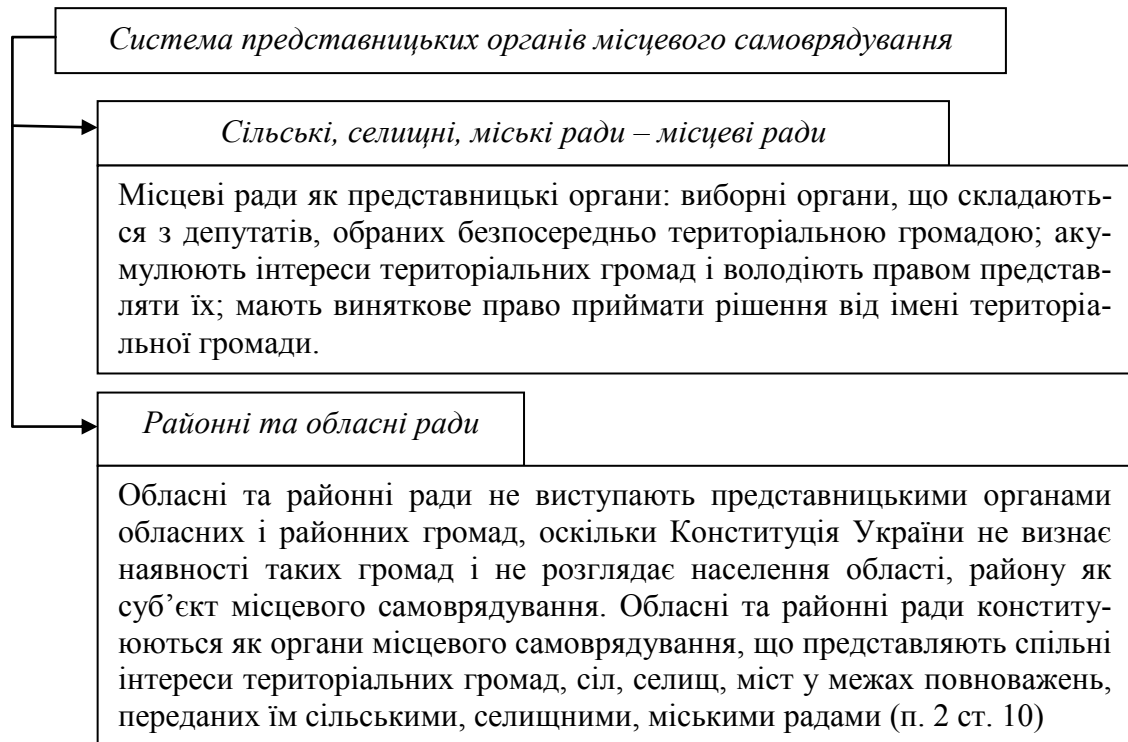 Система представницьких органів місцевого самоврядування
Сільські, селищні, міські ради – місцеві ради
Місцеві ради як представницькі органи: виборні органи, що складають-
ся з депутатів, обраних безпосередньо територіальною громадою; аку-
мулюють інтереси територіальних громад і володіють правом представ-
ляти їх; мають виняткове право приймати рішення від імені територіа-
льної громади.
Районні та обласні ради
Обласні та районні ради не виступають представницькими органами
обласних і районних громад, оскільки Конституція України не визнає
наявності таких громад і не розглядає населення області, району як
суб’єкт місцевого самоврядування. Обласні та районні ради конститу-
юються як органи місцевого самоврядування, що представляють спільні
інтереси територіальних громад, сіл, селищ, міст у межах повноважень,
переданих їм сільськими, селищними, міськими радами (п. 2 ст. 10)